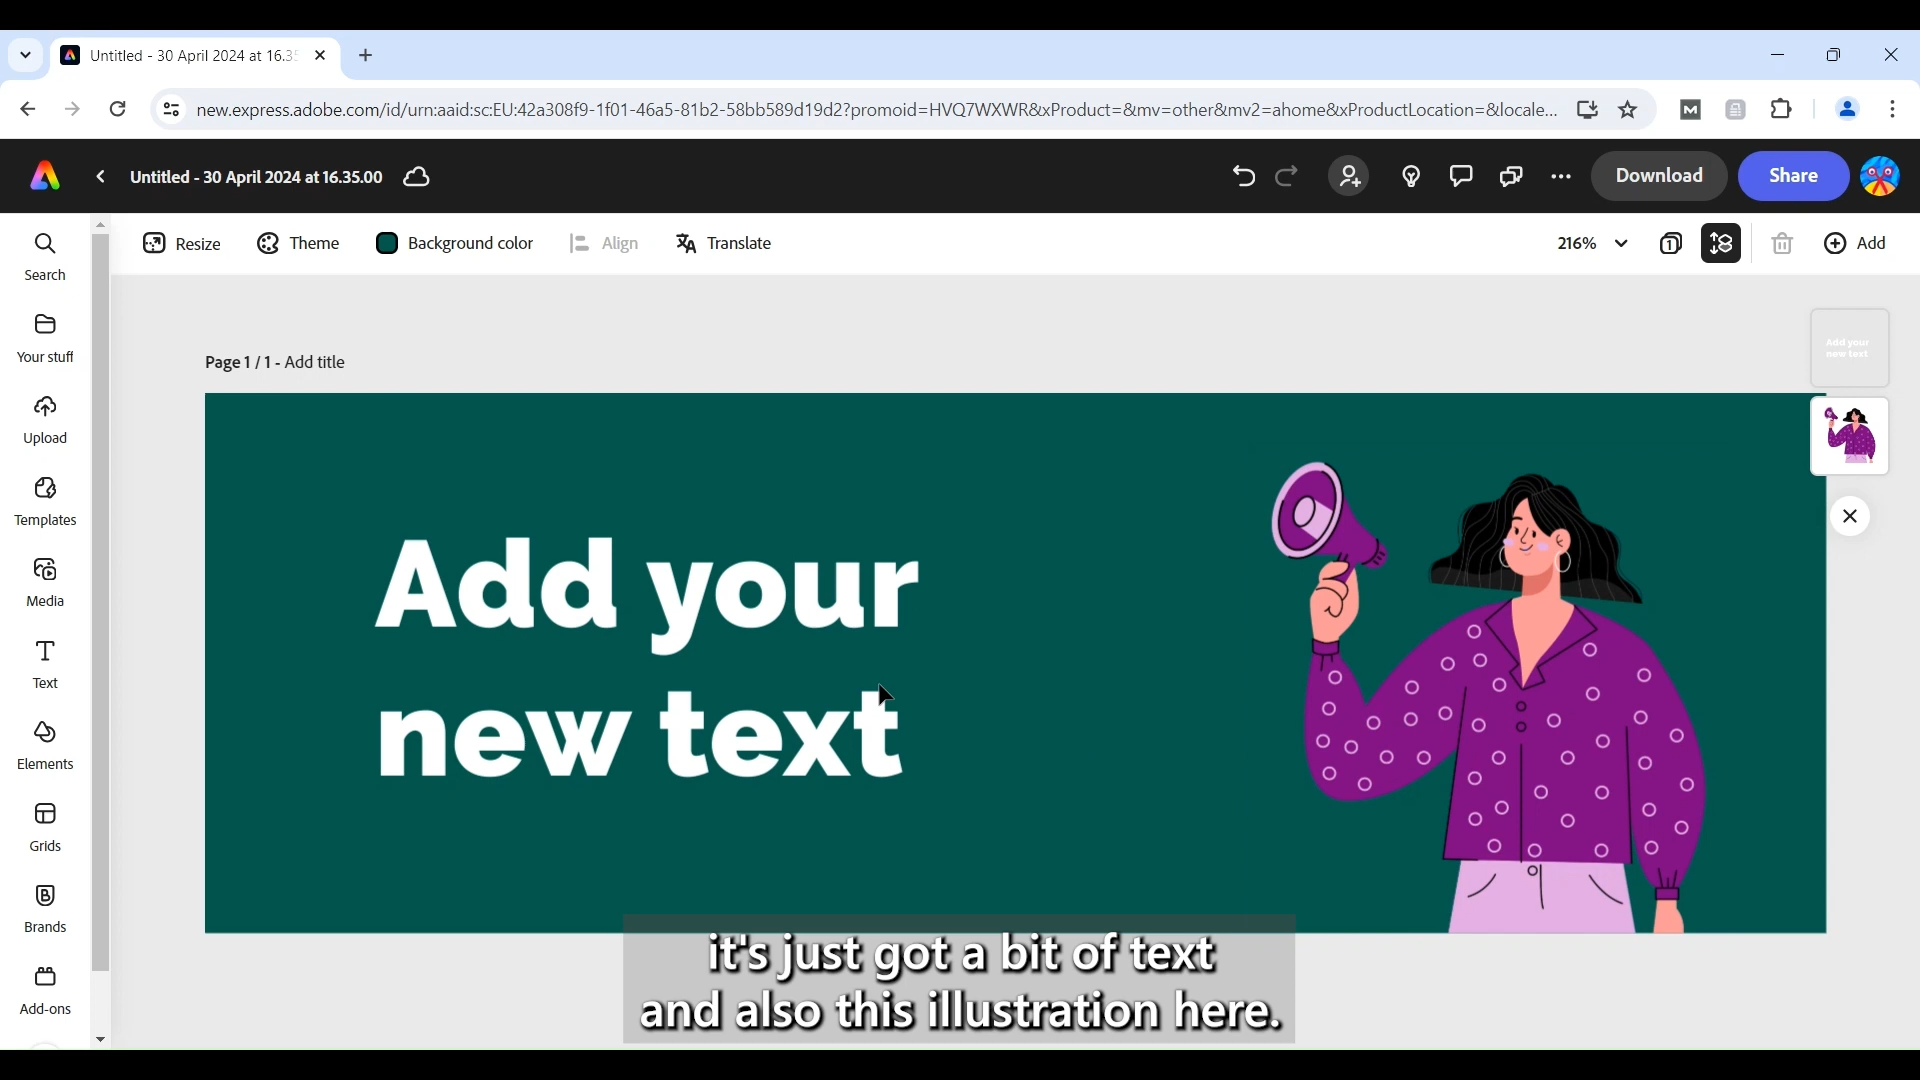 Untitled - 30 April 2024 at 16.35
new.express.adobe.com/id/urn:aaid:sc:EU:42a308f9-1f01-46a5-81b2-58bb589d19d2?promoid=HVQ7WXWR&xProduct=&mv=other&mv2=ahome&xProductLocation=&locale...
Untitled - 30 April 2024 at 16.35.00
Download
Share
Resize
Theme
Background color
Align
Translate
216%
1
Add
Search
Your stuff
Upload
Templates
Media
Text
Elements
Grids
Brands
Add-ons
Page 1 / 1 - Add title
Add your
new text
Add your
new text
it's just got a bit of text
and also this illustration here.